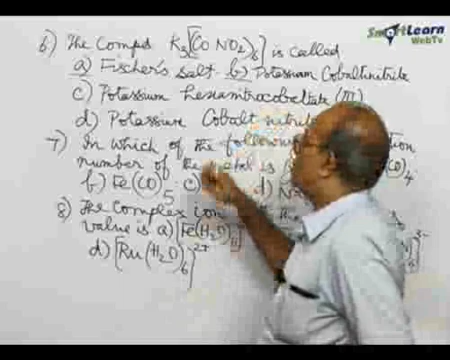 SmartLearn
WebTv
6) The Compd K3[Co(NO2)6] is called
a) Fischer's salt b) Potassium Cobaltinitrite
c) Potassium hexanitrocobaltate (III)
d) Potassium Cobalt nitrite
7) In which of the following
number of the metal is
b) Fe(CO)5 c) d)
8) The Complex ion
value is a) [Fe(H2O)6]
d) [Ru(H2O)6]2+